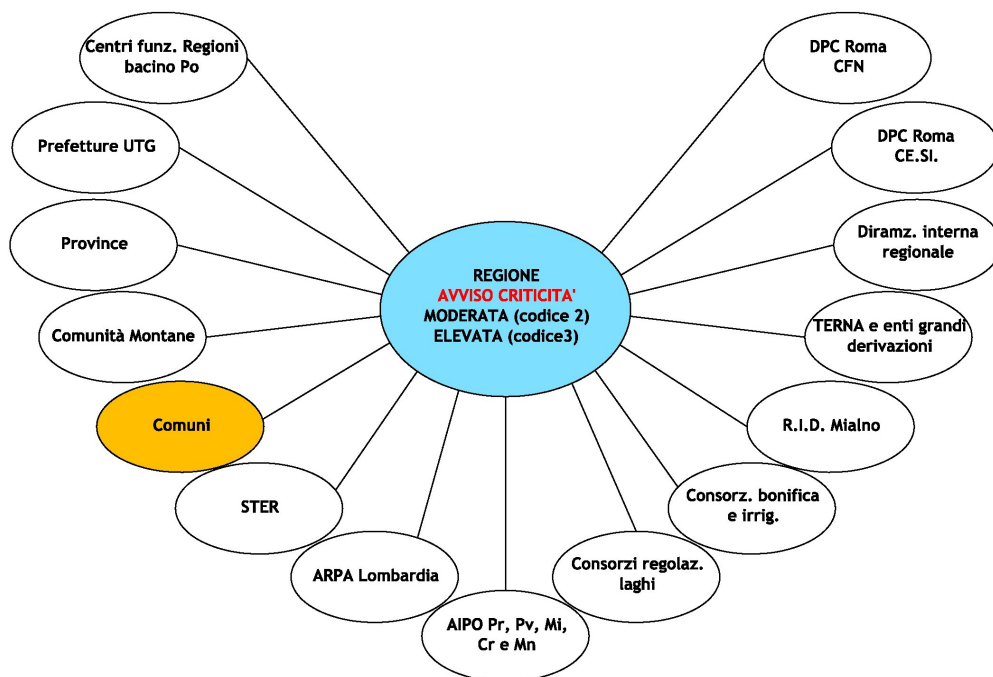 Centri funz. Regioni
bacino Po
DPC Roma
CFN
Prefetture UTG
DPC Roma
CE.SI.
Province
Diramz. interna
regionale
REGIONE
AVVISO CRITICITA'
MODERATA (codice 2)
ELEVATA (codice3)
Comunità Montane
TERNA e enti grandi
derivazioni
Comuni
R.I.D. Mialno
STER
Consorz. bonifica
e irrig.
ARPA Lombardia
Consorzi regolaz.
laghi
AIPO Pr, Pv, Mi,
Cr e Mn